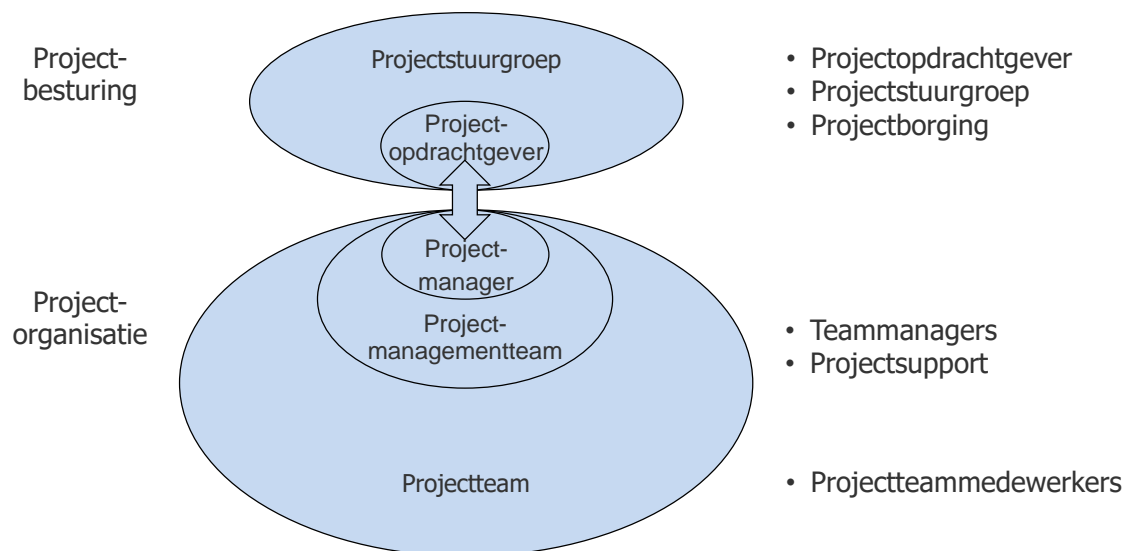 Project-
besturing
Projectstuurgroep
Project-
opdrachtgever
• Projectopdrachtgever
• Projectstuurgroep
• Projectborging
Project-
organisatie
Project-
manager
Project-
managementteam
• Teammanagers
• Projectsupport
Projectteam
• Projectteammedewerkers